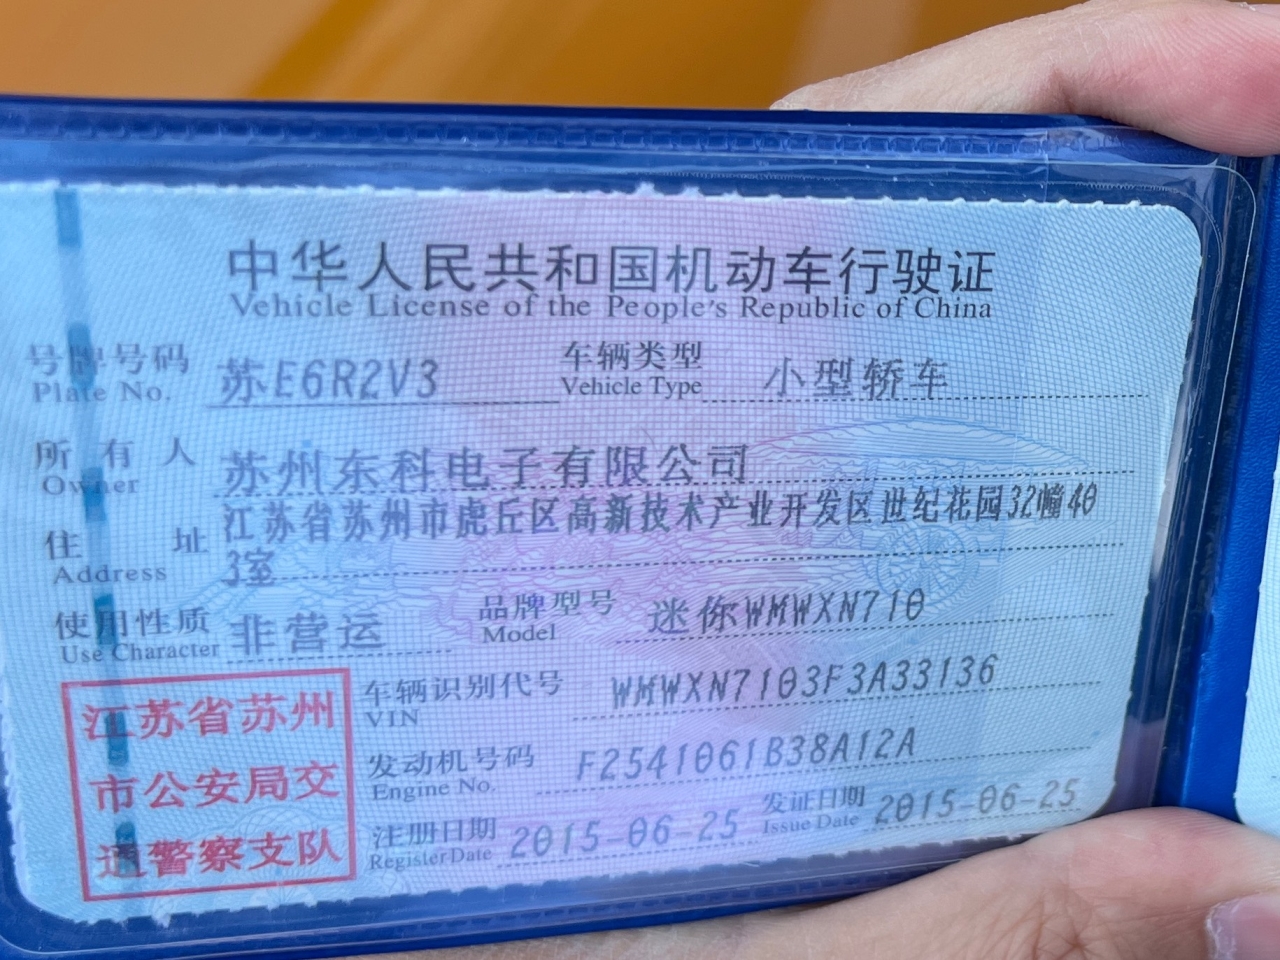 中华人民共和国机动车行驶证
Vehicle License of the People's Republic of China
号牌号码 苏E6R2V3 车辆类型 小型轿车
Plate No. Vehicle Type
所有人 苏州东科电子有限公司
Owner
住址 江苏省苏州市虎丘区高新技术产业开发区世纪花园32幢40
Address 3室
使用性质 非营运 品牌型号 迷你WMWXN710
Use Character Model
江苏省苏州
市公安局交
通警察支队
车辆识别代号 WMWXN7103F3A33136
VIN
发动机号码 F2541061B38A12A
Engine No.
注册日期 2015-06-25 发证日期 2015-06-25
Register Date Issue Date